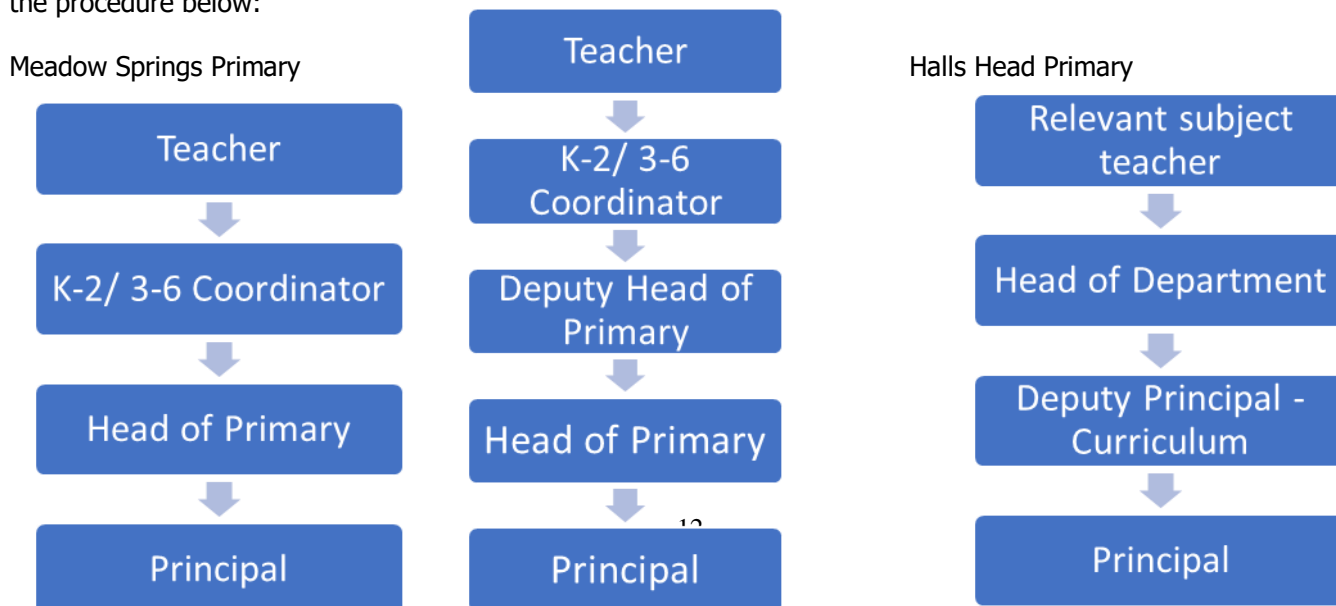 the procedure below:
Meadow Springs Primary
Teacher
K-2/ 3-6 Coordinator
Head of Primary
Principal
Teacher
K-2/ 3-6
Coordinator
Deputy Head of
Primary
Head of Primary
12
Principal
Halls Head Primary
Relevant subject
teacher
Head of Department
Deputy Principal -
Curriculum
Principal